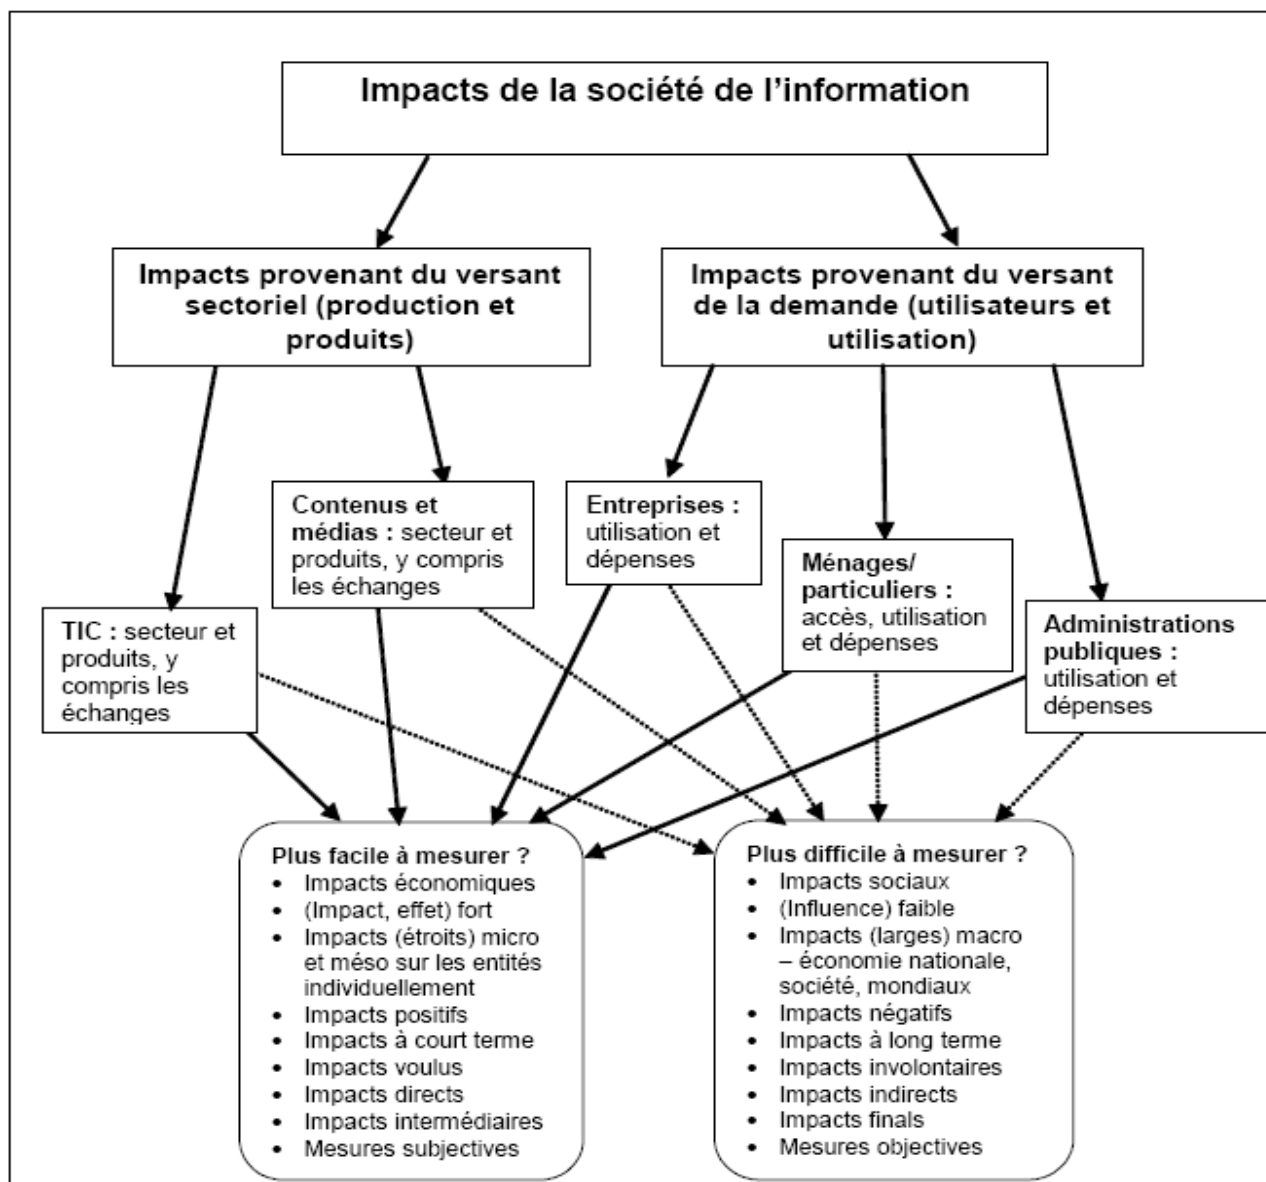 Impacts de la société de l’information
Impacts provenant du versant
sectoriel (production et
produits)
Impacts provenant du versant
de la demande (utilisateurs et
utilisation)
Contenus et
médias : secteur et
produits, y compris
les échanges
Entreprises :
utilisation et
dépenses
Ménages/
particuliers :
accès, utilisation
et dépenses
TIC : secteur et
produits, y
compris les
échanges
Administrations
publiques :
utilisation et
dépenses
Plus facile à mesurer ?
• Impacts économiques
• (Impact, effet) fort
• Impacts (étroits) micro
et méso sur les entités
individuellement
• Impacts positifs
• Impacts à court terme
• Impacts voulus
• Impacts directs
• Impacts intermédiaires
• Mesures subjectives
Plus difficile à mesurer ?
• Impacts sociaux
• (Influence) faible
• Impacts (larges) macro
– économie nationale,
société, mondiaux
• Impacts négatifs
• Impacts à long terme
• Impacts involontaires
• Impacts indirects
• Impacts finals
• Mesures objectives